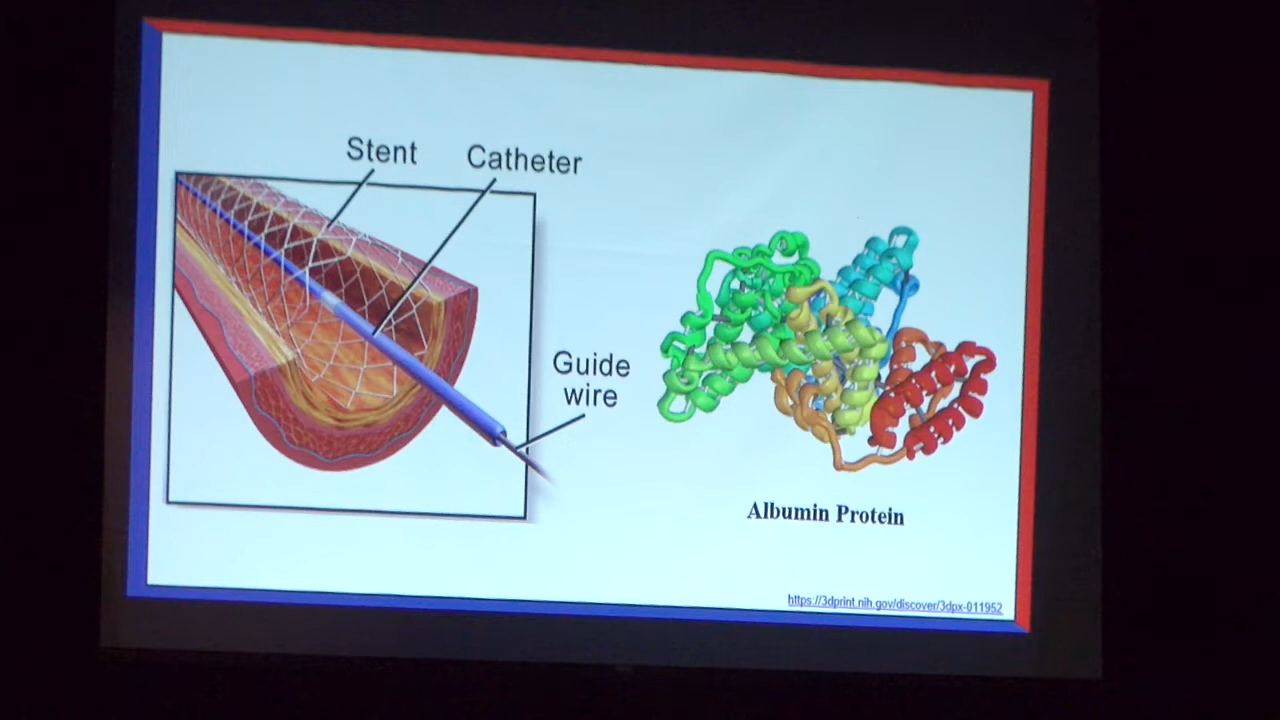 Stent
Catheter
Guide
wire
Albumin Protein
https://3dprint.nih.gov/discover/3dpx-011952